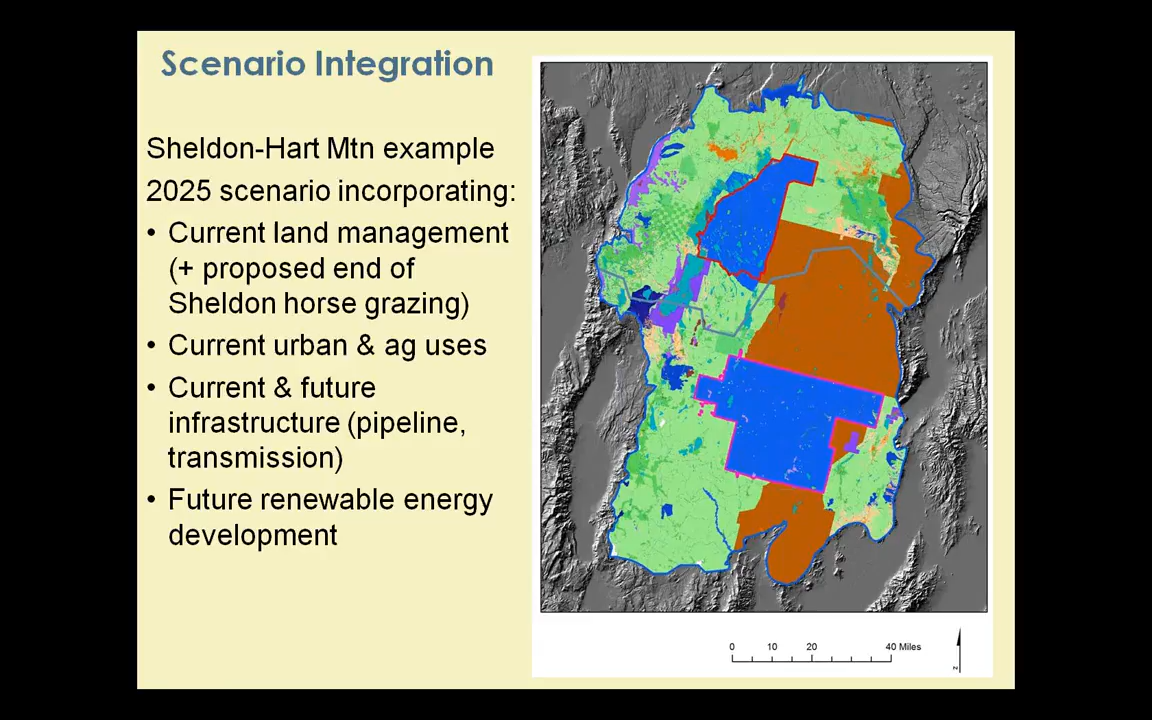 Scenario Integration
Sheldon-Hart Mtn example
2025 scenario incorporating:
• Current land management
(+ proposed end of
Sheldon horse grazing)
• Current urban & ag uses
• Current & future
infrastructure (pipeline,
transmission)
• Future renewable energy
development
0 10 20 40 Miles
N